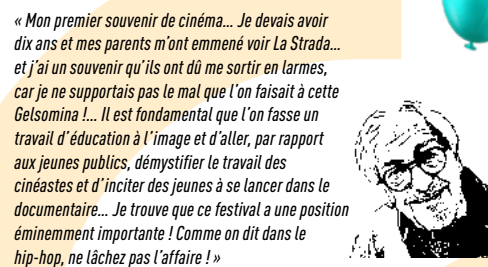 « Mon premier souvenir de cinéma... Je devais avoir
dix ans et mes parents m'ont emmené voir La Strada...
et j'ai un souvenir qu'ils ont dû me sortir en larmes,
car je ne supportais pas le mal que l'on faisait à cette
Gelsomina !... Il est fondamental que l'on fasse un
travail d'éducation à l'image et d'aller, par rapport
aux jeunes publics, démystifier le travail des
cinéastes et d'inciter des jeunes à se lancer dans le
documentaire... Je trouve que ce festival a une position
éminemment importante ! Comme on dit dans le
hip-hop, ne lâchez pas l'affaire ! »